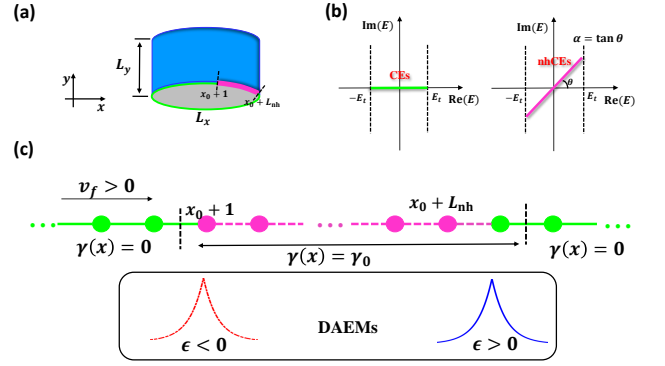 (a)
L_y
y
x
x_0 + 1
x_0 + L_nh
L_x
(b)
Im(E)
CEs
−E_t
E_t
Re(E)
Im(E)
α = tan θ
nhCEs
θ
−E_t
E_t
Re(E)
(c)
v_f > 0
x_0 + 1
x_0 + L_nh
γ(x) = 0
γ(x) = γ_0
γ(x) = 0
ϵ < 0
DAEMs
ϵ > 0